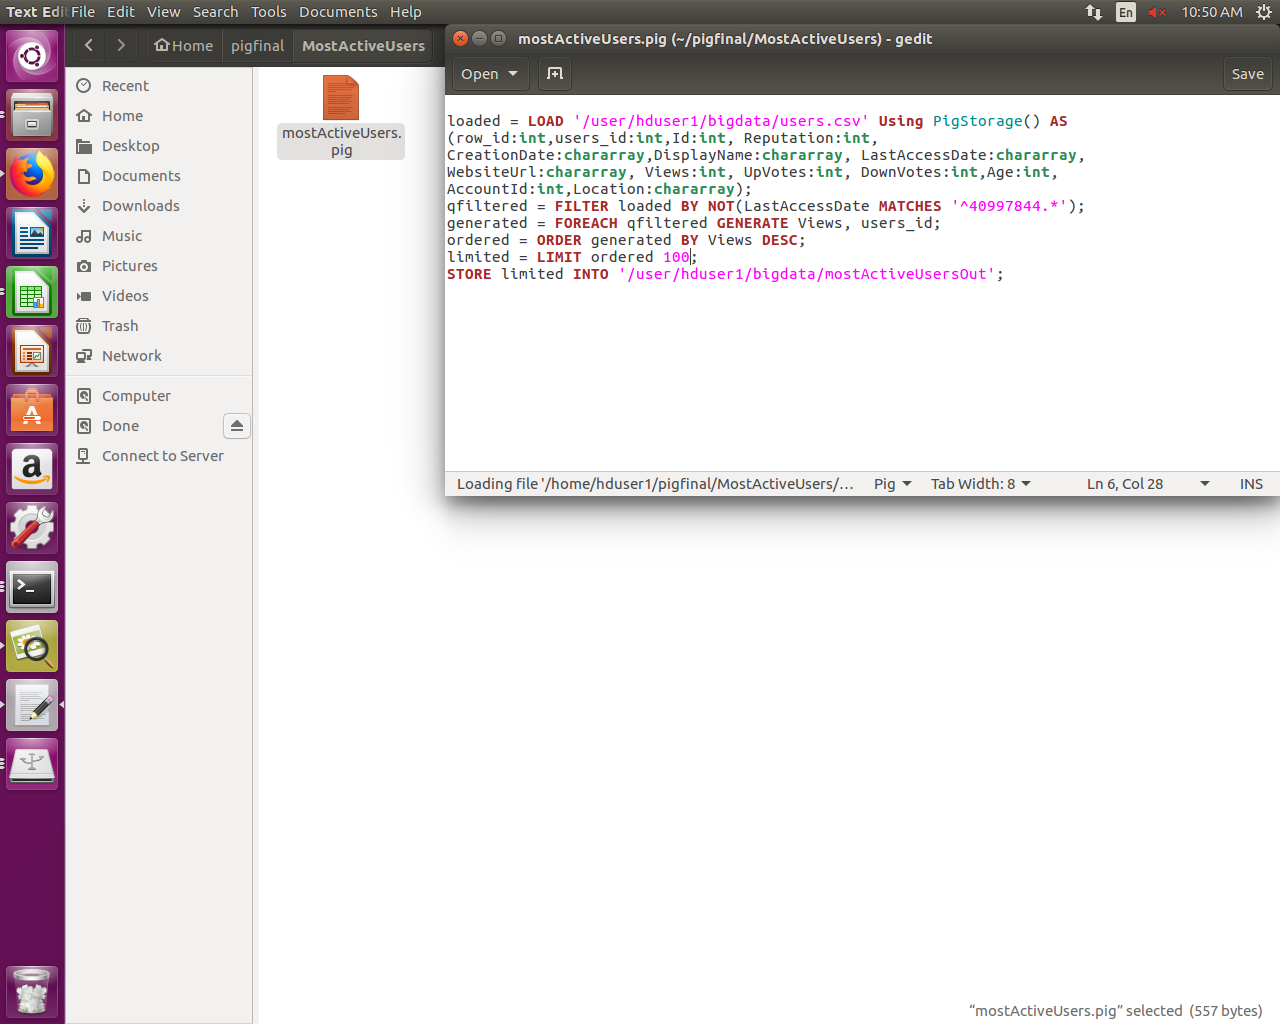 Text Edi File Edit View Search Tools Documents Help En 10:50 AM
Home pigfinal MostActiveUsers
mostActiveUsers.pig (~/pigfinal/MostActiveUsers) - gedit
Open Save
Recent
Home
Desktop
Documents
Downloads
Music
Pictures
Videos
Trash
Network
Computer
Done
Connect to Server
mostActiveUsers.
pig
loaded = LOAD '/user/hduser1/bigdata/users.csv' Using PigStorage() AS
(row_id:int,users_id:int,Id:int, Reputation:int,
CreationDate:chararray,DisplayName:chararray, LastAccessDate:chararray,
WebsiteUrl:chararray, Views:int, UpVotes:int, DownVotes:int,Age:int,
AccountId:int,Location:chararray);
qfiltered = FILTER loaded BY NOT(LastAccessDate MATCHES '^40997844.*');
generated = FOREACH qfiltered GENERATE Views, users_id;
ordered = ORDER generated BY Views DESC;
limited = LIMIT ordered 100;
STORE limited INTO '/user/hduser1/bigdata/mostActiveUsersOut';
Loading file '/home/hduser1/pigfinal/MostActiveUsers/… Pig Tab Width: 8 Ln 6, Col 28 INS
“mostActiveUsers.pig” selected (557 bytes)